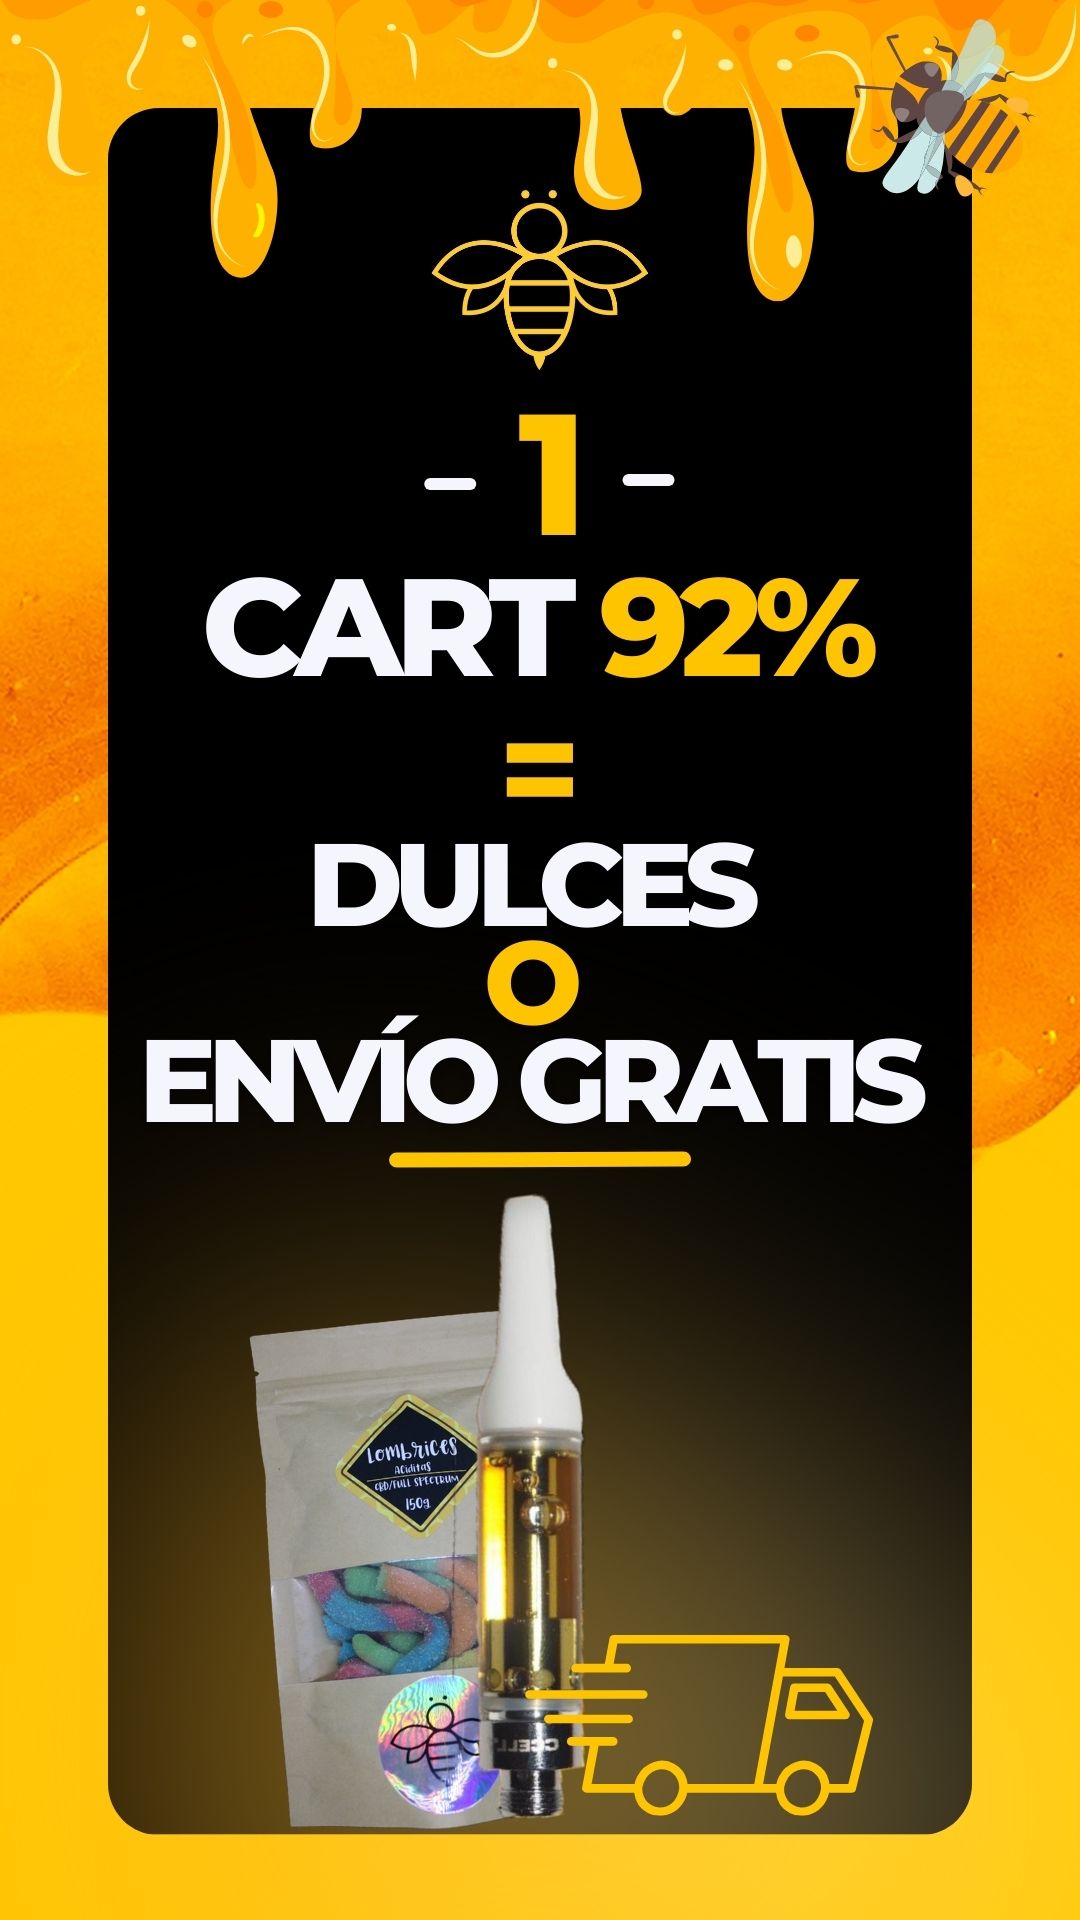 - 1 -
CART 92%
=
DULCES
O
ENVÍO GRATIS
Lombrices
Aciditas
CBD/FULL SPECTRUM
150g
CCELL